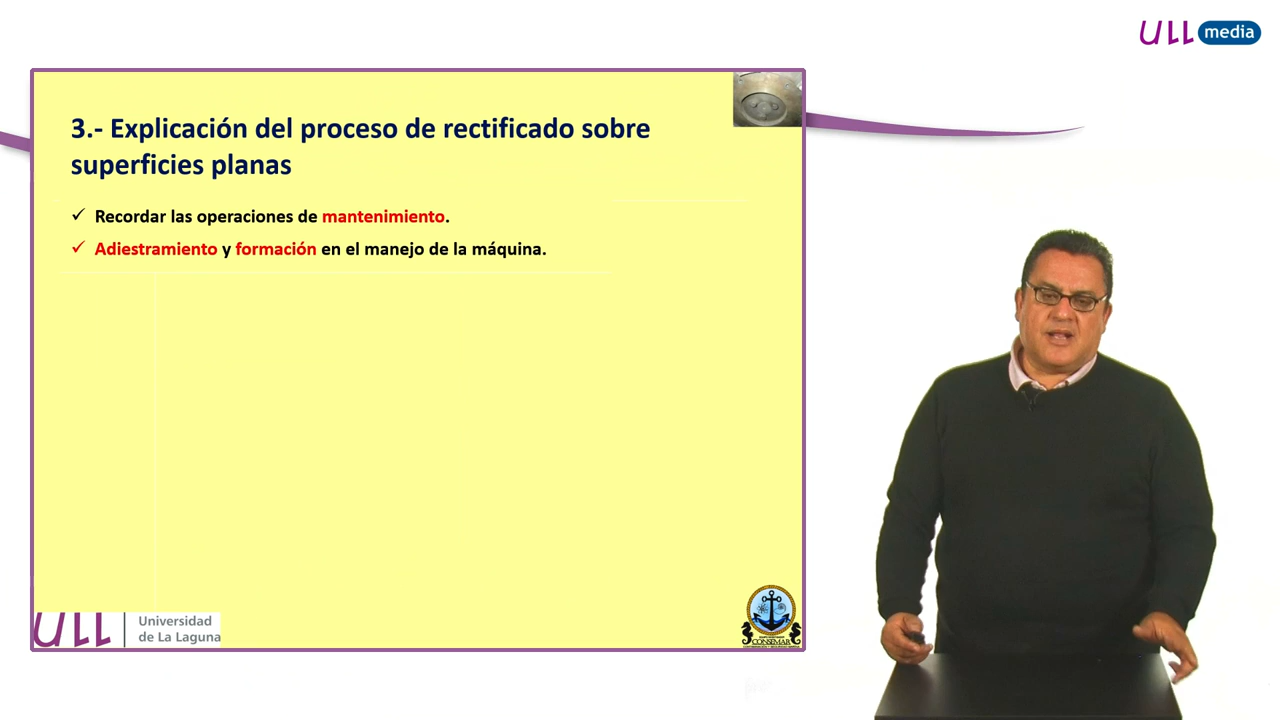 ULL media
3.- Explicación del proceso de rectificado sobre
superficies planas
✓ Recordar las operaciones de mantenimiento.
✓ Adiestramiento y formación en el manejo de la máquina.
ULL
Universidad
de La Laguna
CONSEMAR